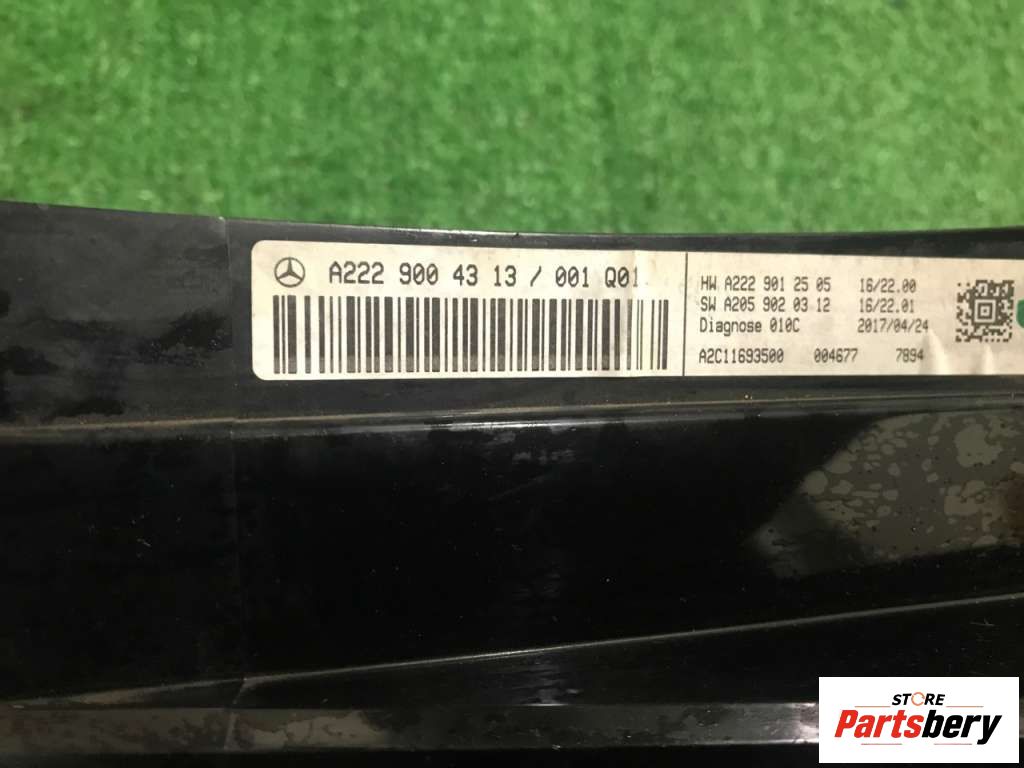 A222 900 43 13 / 001 Q01
HW A222 901 25 05 16/22.00
SW A205 902 03 12 16/22.01
Diagnose 010C 2017/04/24
A2C11693500 004677 7894
STORE
Partsbery